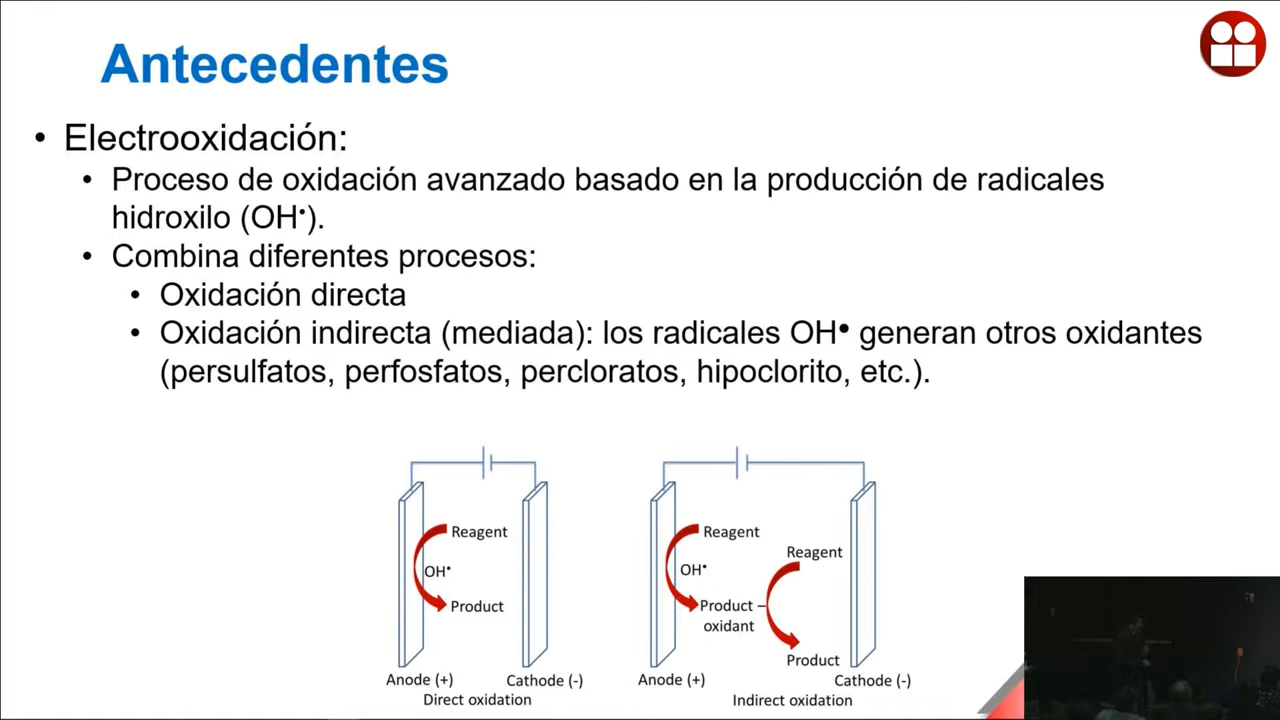 Antecedentes
• Electrooxidación:
• Proceso de oxidación avanzado basado en la producción de radicales
hidroxilo (OH•).
• Combina diferentes procesos:
• Oxidación directa
• Oxidación indirecta (mediada): los radicales OH• generan otros oxidantes
(persulfatos, perfosfatos, percloratos, hipoclorito, etc.).
Reagent
OH•
Product
Anode (+)
Cathode (-)
Direct oxidation
Reagent
OH•
Product –
oxidant
Reagent
Product
Anode (+)
Cathode (-)
Indirect oxidation